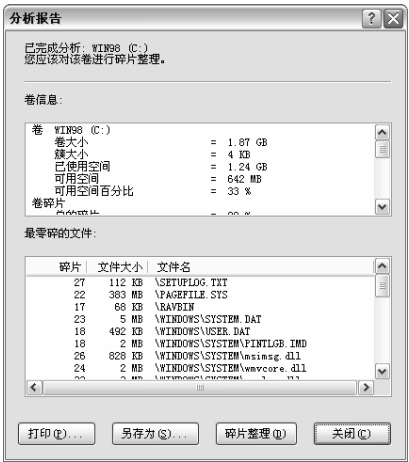 分析报告
已完成分析: WIN98 (C:)
您应该对该卷进行碎片整理。
卷信息:
卷 WIN98 (C:)
卷大小 = 1.87 GB
簇大小 = 4 KB
已使用空间 = 1.24 GB
可用空间 = 642 MB
可用空间百分比 = 33 %
卷碎片
最零碎的文件:
碎片 文件大小 文件名
27 112 KB \SETUPLOG.TXT
22 383 MB \PAGEFILE.SYS
17 68 KB \RAVBIN
23 5 MB \WINDOWS\SYSTEM.DAT
18 492 KB \WINDOWS\USER.DAT
18 2 MB \WINDOWS\SYSTEM\PINTLGB.IMD
26 828 KB \WINDOWS\SYSTEM\msimsg.dll
24 2 MB \WINDOWS\SYSTEM\wmvcore.dll
打印(P)... 另存为(S)... 碎片整理(D) 关闭(C)